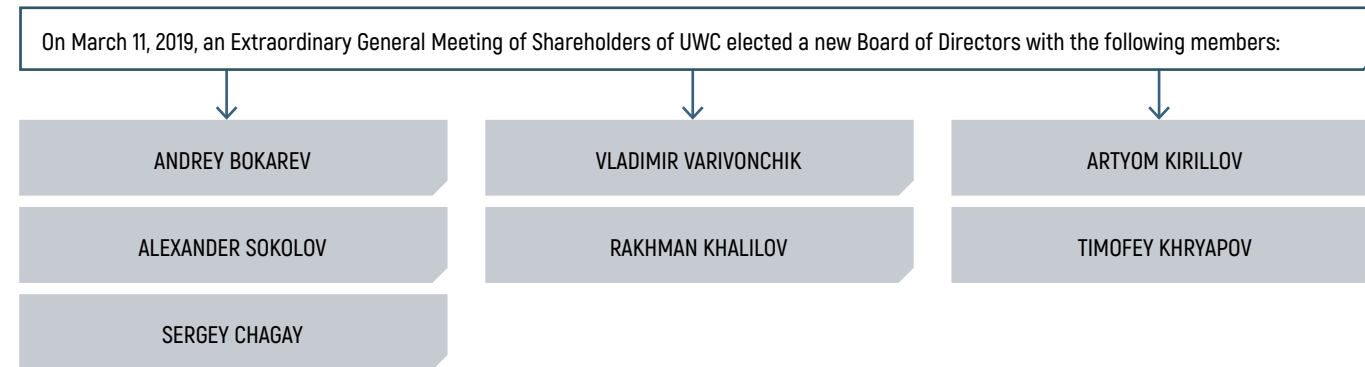 On March 11, 2019, an Extraordinary General Meeting of Shareholders of UWC elected a new Board of Directors with the following members:
ANDREY BOKAREV
VLADIMIR VARIVONCHIK
ARTYOM KIRILLOV
ALEXANDER SOKOLOV
RAKHMAN KHALILOV
TIMOFEY KHRYAPOV
SERGEY CHAGAY